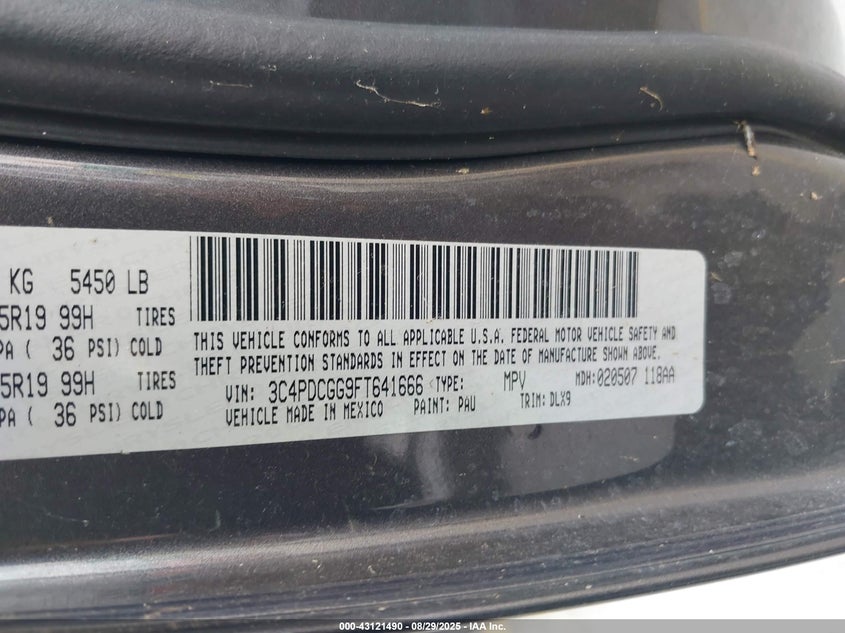 KG 5450 LB
5R19 99H TIRES
PA ( 36 PSI) COLD
5R19 99H TIRES
PA ( 36 PSI) COLD
THIS VEHICLE CONFORMS TO ALL APPLICABLE U.S.A. FEDERAL MOTOR VEHICLE SAFETY AND
THEFT PREVENTION STANDARDS IN EFFECT ON THE DATE OF MANUFACTURE SHOWN ABOVE.
VIN: 3C4PDCGG9FT641666 TYPE: MPV MDH:020507 118AA
VEHICLE MADE IN MEXICO PAINT: PAU TRIM:DLX9
000-43121490 - 08/29/2025 - IAA Inc.